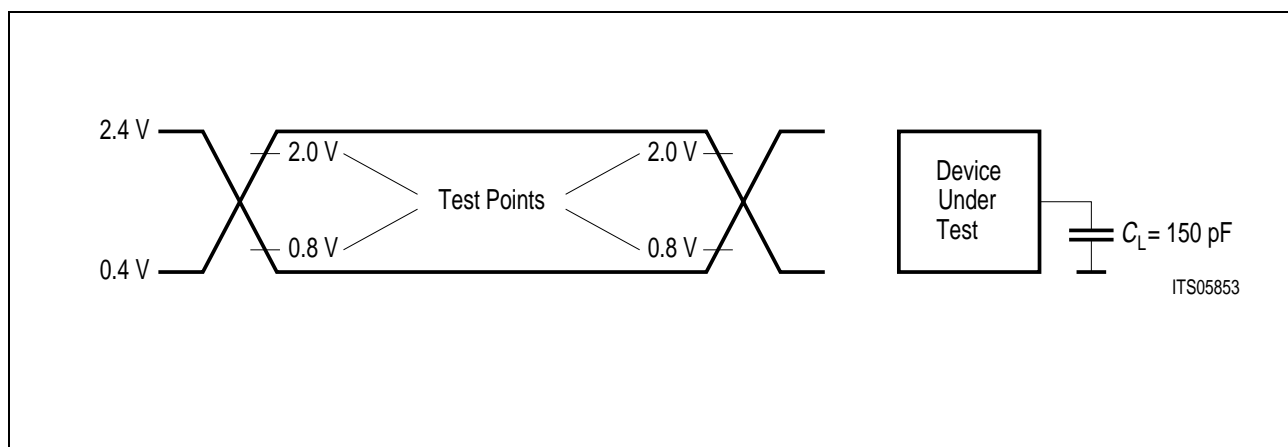 2.4 V
2.0 V
2.0 V
Test Points
0.8 V
0.8 V
0.4 V
Device
Under
Test
CL = 150 pF
ITS05853